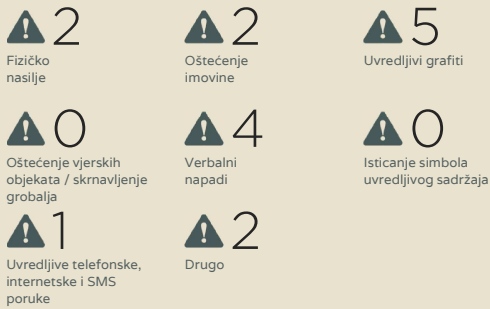 2
Fizičko
nasilje
2
Oštećenje
imovine
5
Uvredljivi grafiti
0
Oštećenje vjerskih
objekata / skrnavljenje
grobalja
4
Verbalni
napadi
0
Isticanje simbola
uvredljivog sadržaja
1
Uvredljive telefonske,
internetske i SMS
poruke
2
Drugo